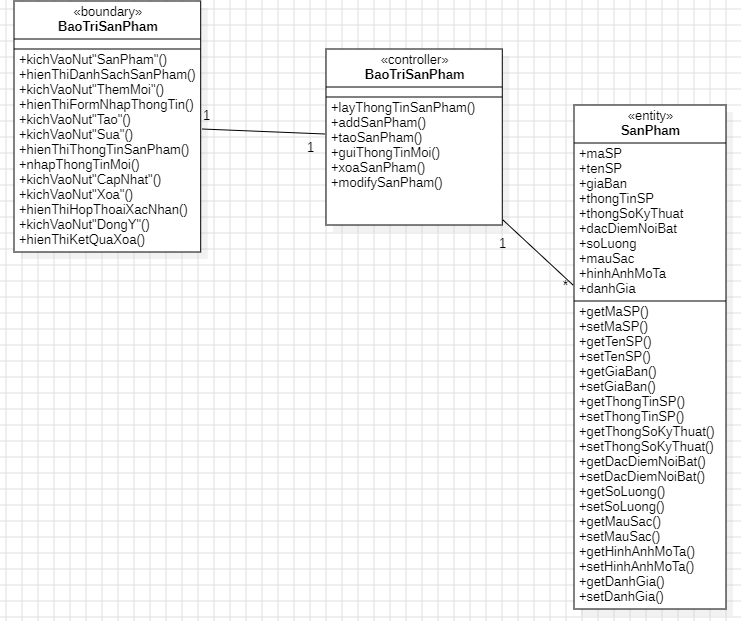 «boundary»
BaoTriSanPham
+kichVaoNut"SanPham"()
+hienThiDanhSachSanPham()
+kichVaoNut"ThemMoi"()
+hienThiFormNhapThongTin()
+kichVaoNut"Tao"()
+kichVaoNut"Sua"()
+hienThiThongTinSanPham()
+nhapThongTinMoi()
+kichVaoNut"CapNhat"()
+kichVaoNut"Xoa"()
+hienThiHopThoaiXacNhan()
+kichVaoNut"DongY"()
+hienThiKetQuaXoa()
1
1
«controller»
BaoTriSanPham
+layThongTinSanPham()
+addSanPham()
+taoSanPham()
+guiThongTinMoi()
+xoaSanPham()
+modifySanPham()
1
*
«entity»
SanPham
+maSP
+tenSP
+giaBan
+thongTinSP
+thongSoKyThuat
+dacDiemNoiBat
+soLuong
+mauSac
+hinhAnhMoTa
+danhGia
+getMaSP()
+setMaSP()
+getTenSP()
+setTenSP()
+getGiaBan()
+setGiaBan()
+getThongTinSP()
+setThongTinSP()
+getThongSoKyThuat()
+setThongSoKyThuat()
+getDacDiemNoiBat()
+setDacDiemNoiBat()
+getSoLuong()
+setSoLuong()
+getMauSac()
+setMauSac()
+getHinhAnhMoTa()
+setHinhAnhMoTa()
+getDanhGia()
+setDanhGia()